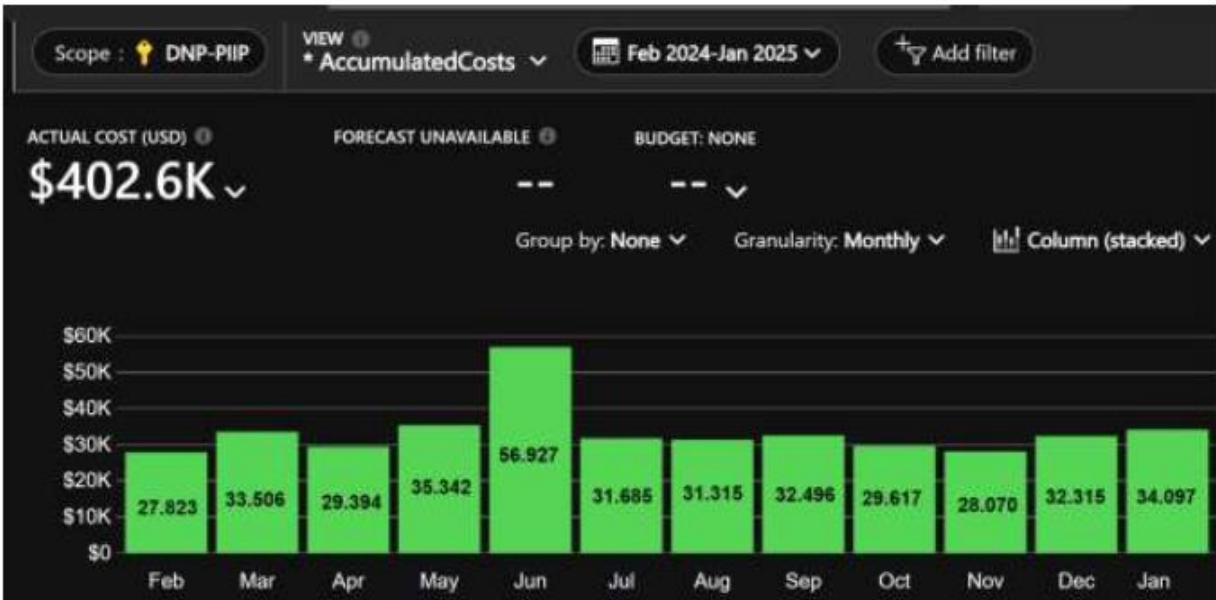 Scope : DNP-PIIP
VIEW
* AccumulatedCosts
Feb 2024-Jan 2025
Add filter
ACTUAL COST (USD)
FORECAST UNAVAILABLE
BUDGET: NONE
$402.6K
--
--
Group by: None
Granularity: Monthly
Column (stacked)
$60K
$50K
$40K
$30K
$20K
$10K
$0
27.823
33.506
29.394
35.342
56.927
31.685
31.315
32.496
29.617
28.070
32.315
34.097
Feb Mar Apr May Jun Jul Aug Sep Oct Nov Dec Jan